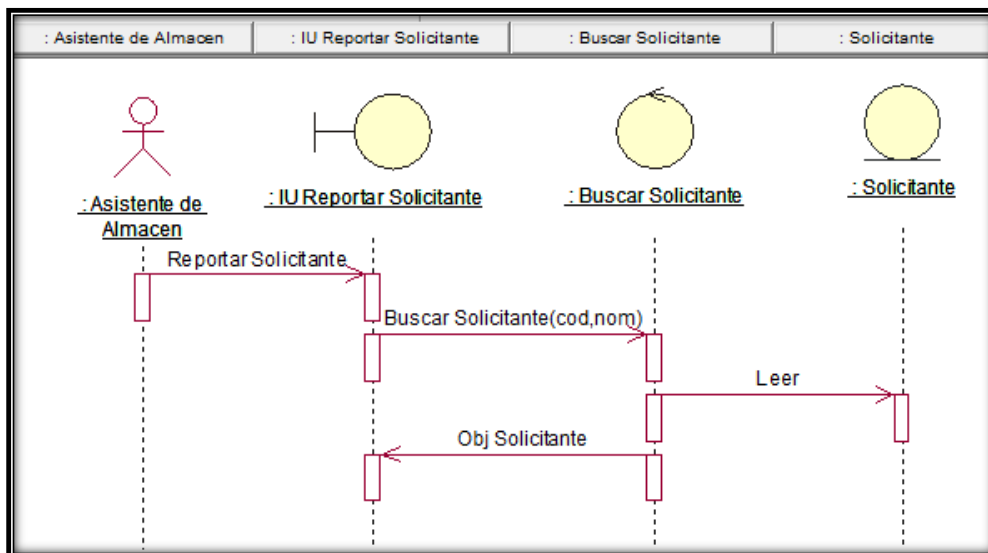 : Asistente de Almacen
: IU Reportar Solicitante
: Buscar Solicitante
: Solicitante
: Asistente de
Almacen
: IU Reportar Solicitante
: Buscar Solicitante
: Solicitante
Reportar Solicitante
Buscar Solicitante(cod,nom)
Leer
Obj Solicitante